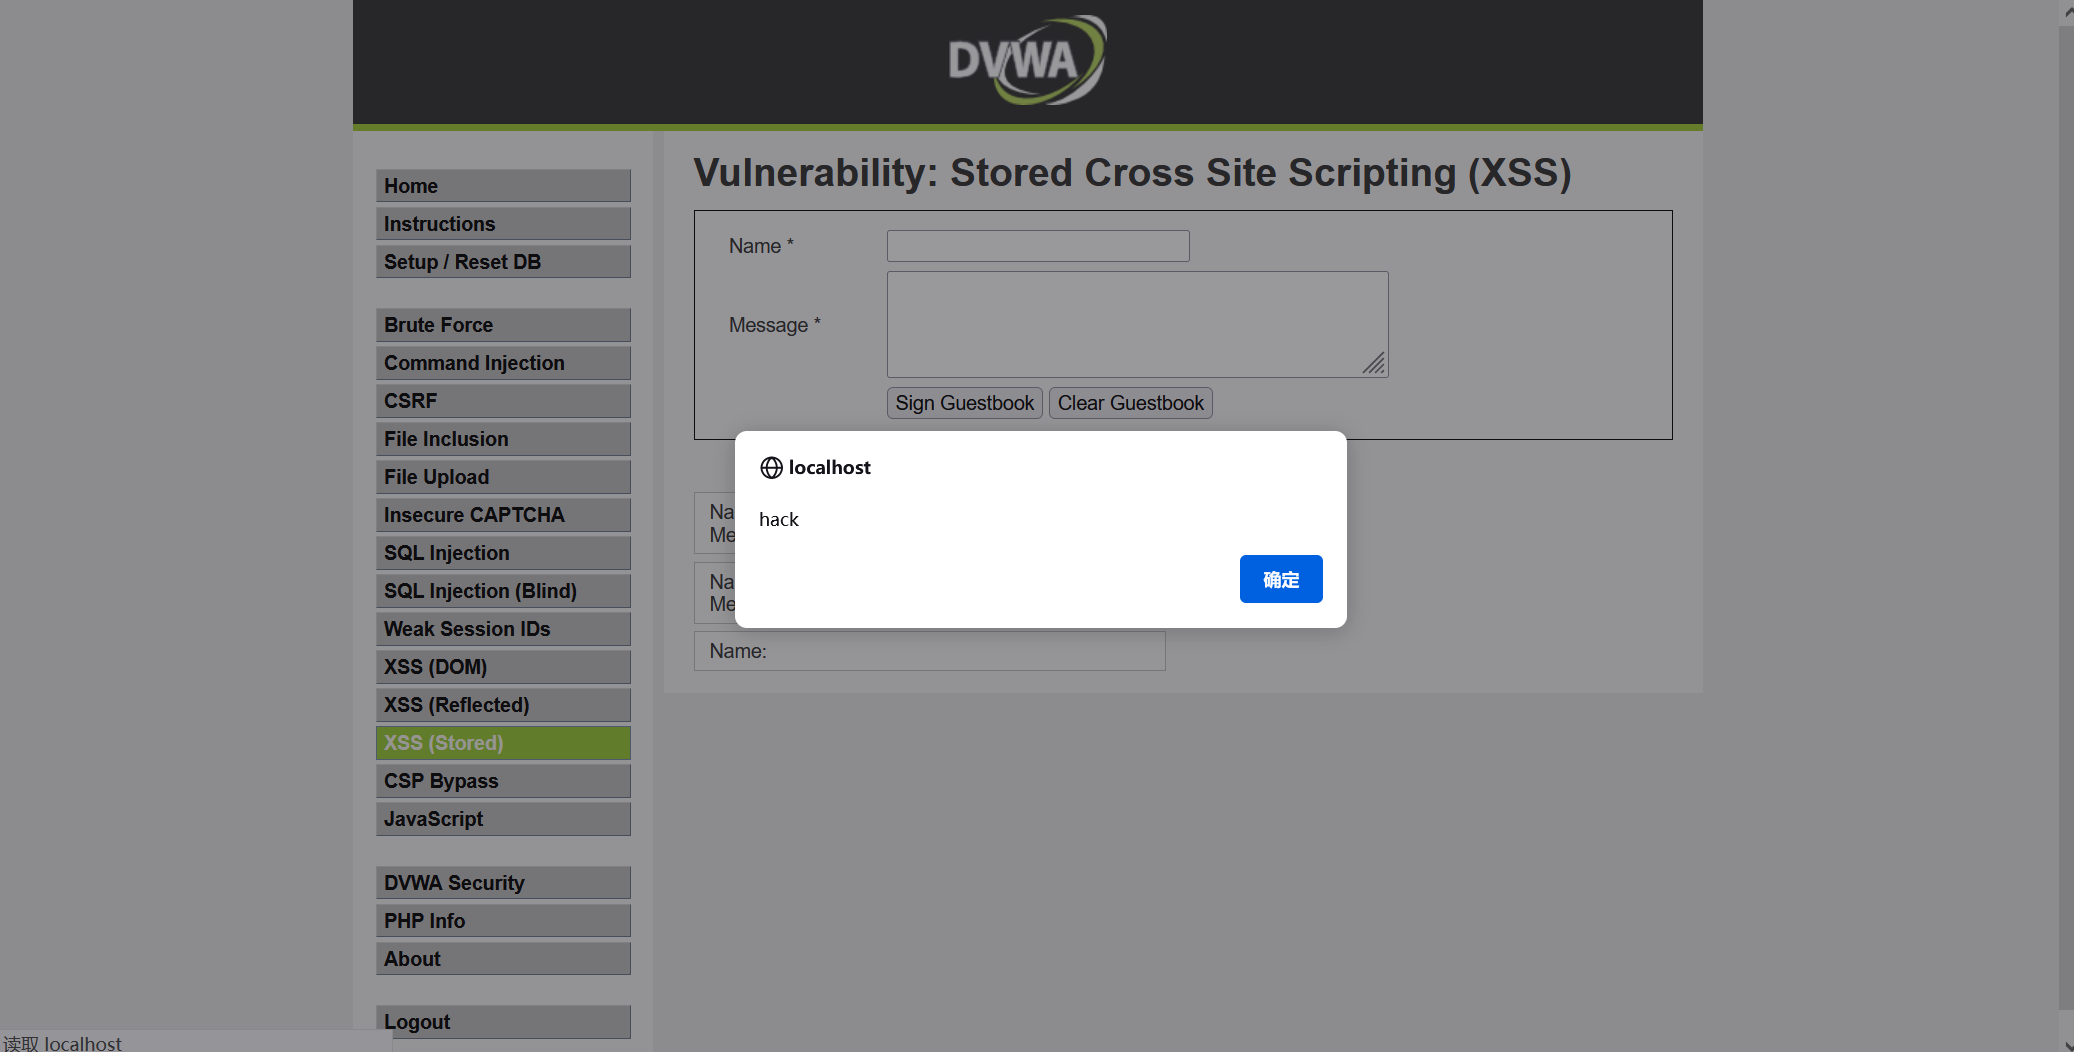 DVWA
Home
Instructions
Setup / Reset DB
Brute Force
Command Injection
CSRF
File Inclusion
File Upload
Insecure CAPTCHA
SQL Injection
SQL Injection (Blind)
Weak Session IDs
XSS (DOM)
XSS (Reflected)
XSS (Stored)
CSP Bypass
JavaScript
DVWA Security
PHP Info
About
Logout
Vulnerability: Stored Cross Site Scripting (XSS)
Name *
Message *
Sign Guestbook Clear Guestbook
localhost
hack
确定
Na
Me
Na
Me
Name:
读取 localhost